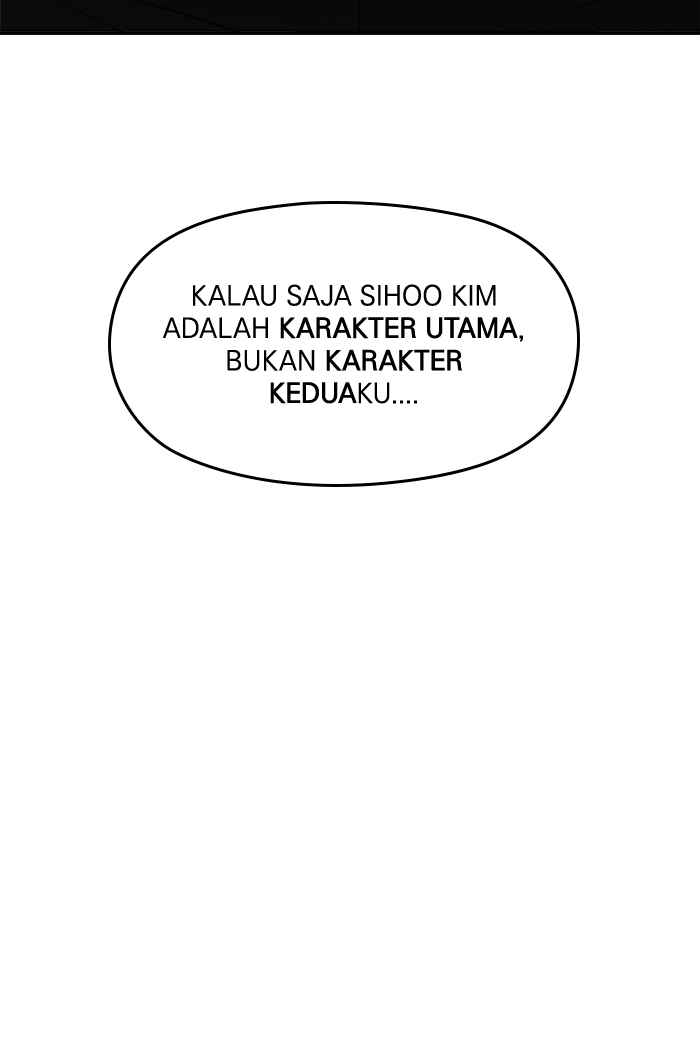 KALAU SAJA SIHOO KIM
ADALAH KARAKTER UTAMA,
BUKAN KARAKTER
KEDUAKU....